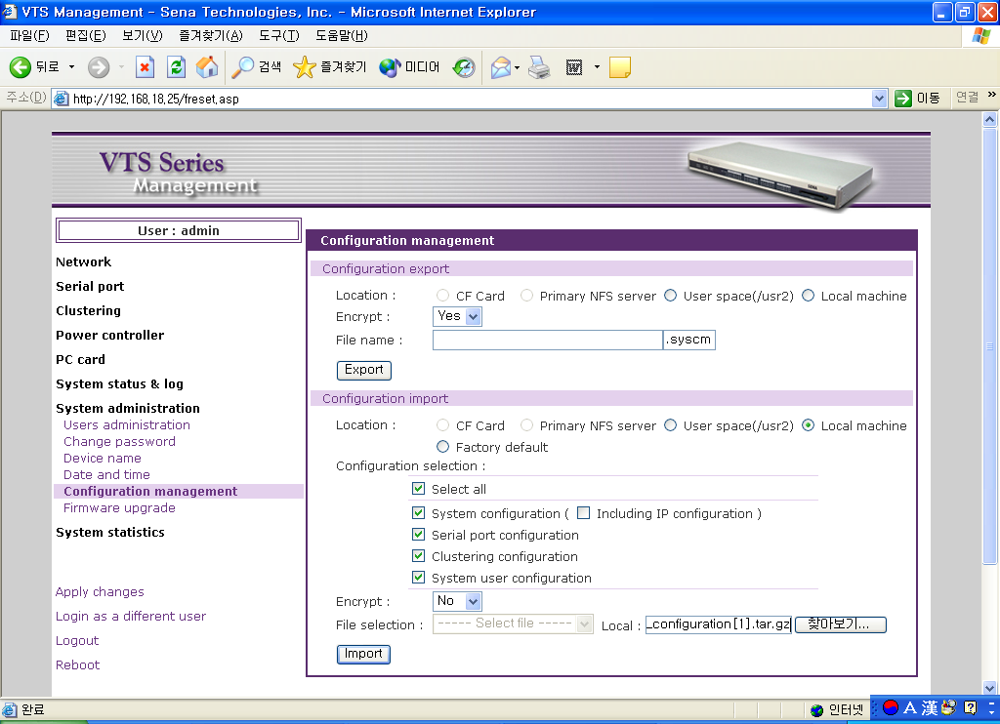 VTS Management - Sena Technologies, Inc. - Microsoft Internet Explorer
파일(F) 편집(E) 보기(V) 즐겨찾기(A) 도구(T) 도움말(H)
뒤로 검색 즐겨찾기 미디어
주소(D) http://192.168.18.25/freset.asp 이동 연결 »
VTS Series
Management
User : admin
Network
Serial port
Clustering
Power controller
PC card
System status & log
System administration
Users administration
Change password
Device name
Date and time
Configuration management
Firmware upgrade
System statistics
Apply changes
Login as a different user
Logout
Reboot
Configuration management
Configuration export
Location : CF Card Primary NFS server User space(/usr2) Local machine
Encrypt : Yes
File name : .syscm
Export
Configuration import
Location : CF Card Primary NFS server User space(/usr2) Local machine
Factory default
Configuration selection :
Select all
System configuration ( Including IP configuration )
Serial port configuration
Clustering configuration
System user configuration
Encrypt : No
File selection : ----- Select file ----- Local : _configuration[1].tar.gz 찾아보기...
Import
완료 인터넷 A 漢